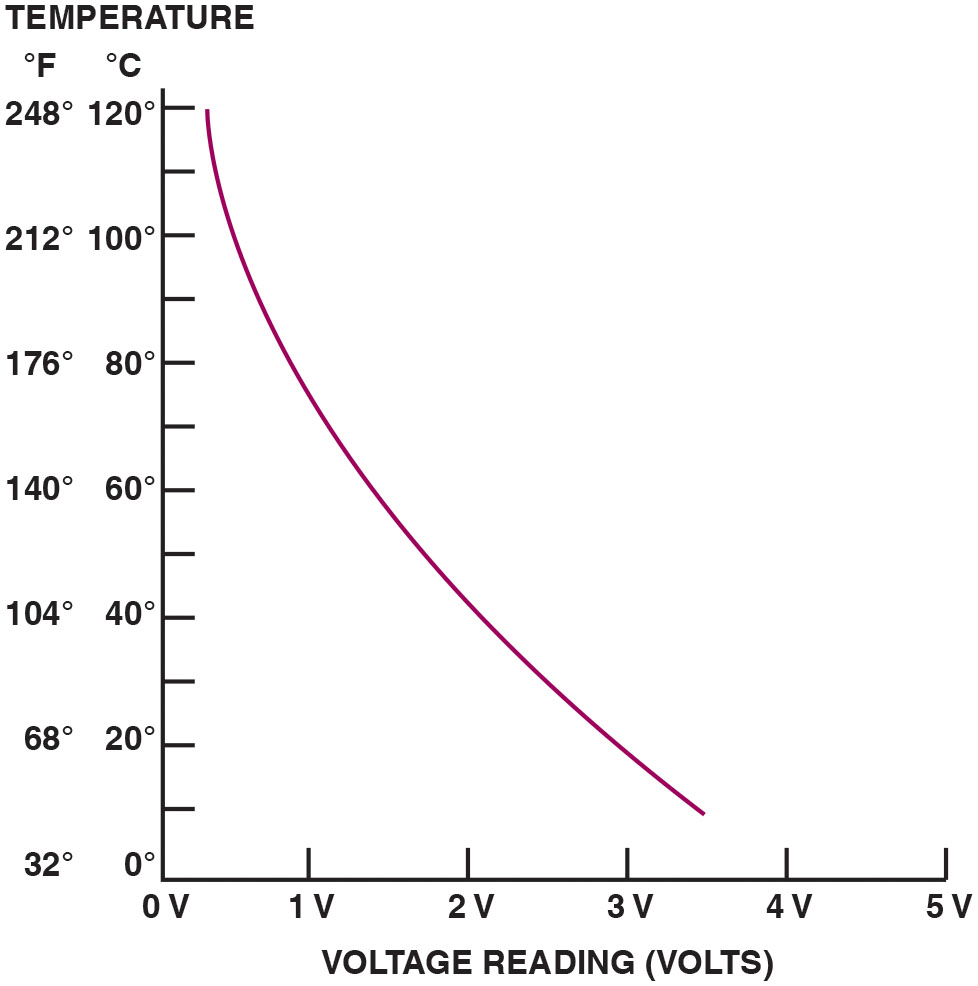 TEMPERATURE
°F °C
248° 120°
212° 100°
176° 80°
140° 60°
104° 40°
68° 20°
32° 0°
0 V 1 V 2 V 3 V 4 V 5 V
VOLTAGE READING (VOLTS)